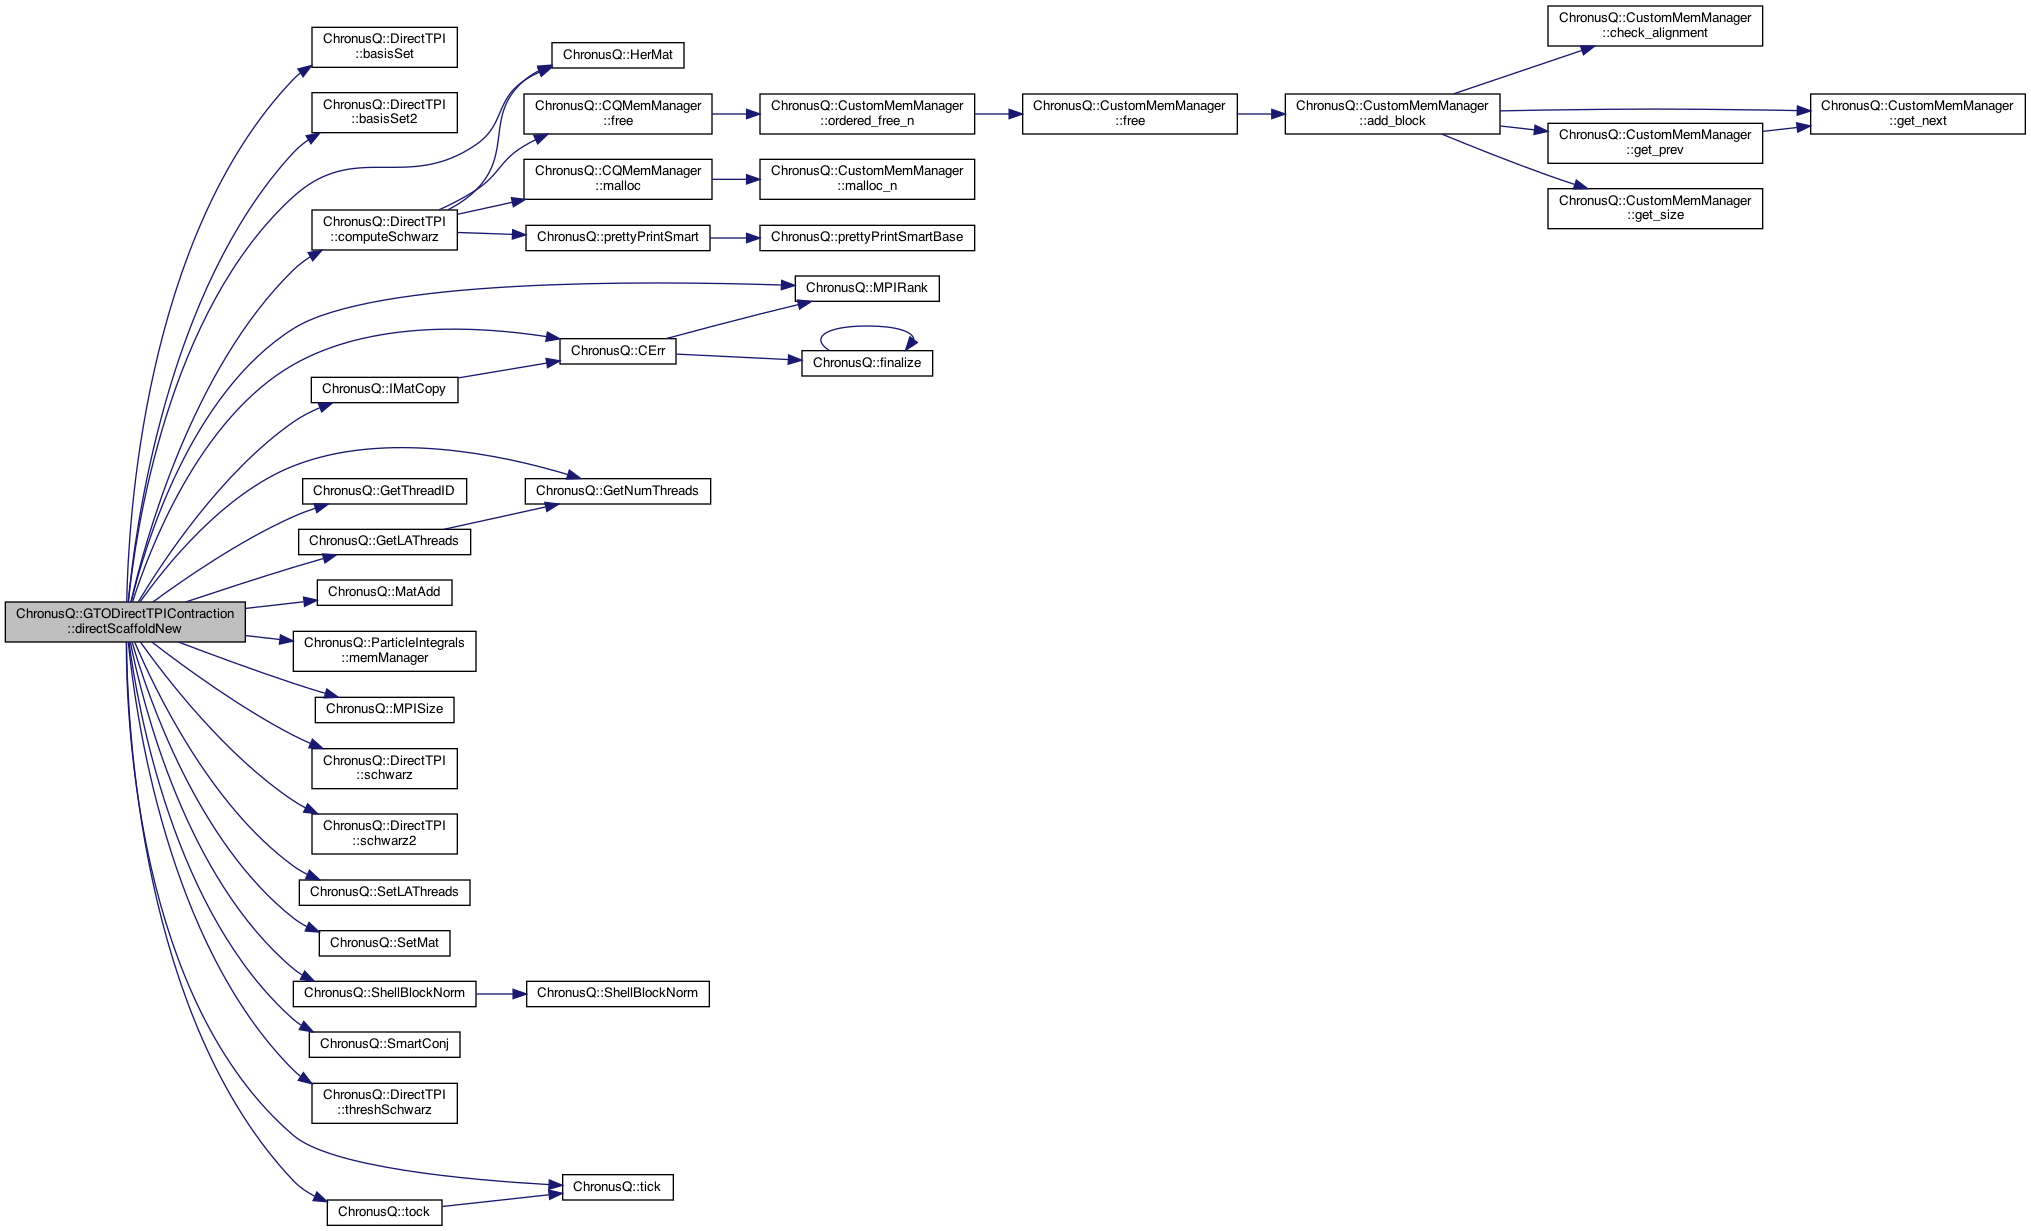 ChronusQ::GTODirectTPIContraction
::directScaffoldNew
ChronusQ::DirectTPI
::basisSet
ChronusQ::DirectTPI
::basisSet2
ChronusQ::HerMat
ChronusQ::DirectTPI
::computeSchwarz
ChronusQ::CQMemManager
::free
ChronusQ::CustomMemManager
::ordered_free_n
ChronusQ::CustomMemManager
::free
ChronusQ::CustomMemManager
::add_block
ChronusQ::CustomMemManager
::check_alignment
ChronusQ::CustomMemManager
::get_next
ChronusQ::CustomMemManager
::get_prev
ChronusQ::CustomMemManager
::get_size
ChronusQ::CQMemManager
::malloc
ChronusQ::CustomMemManager
::malloc_n
ChronusQ::prettyPrintSmart
ChronusQ::prettyPrintSmartBase
ChronusQ::MPIRank
ChronusQ::CErr
ChronusQ::finalize
ChronusQ::IMatCopy
ChronusQ::GetThreadID
ChronusQ::GetNumThreads
ChronusQ::GetLAThreads
ChronusQ::MatAdd
ChronusQ::ParticleIntegrals
::memManager
ChronusQ::MPISize
ChronusQ::DirectTPI
::schwarz
ChronusQ::DirectTPI
::schwarz2
ChronusQ::SetLAThreads
ChronusQ::SetMat
ChronusQ::ShellBlockNorm
ChronusQ::ShellBlockNorm
ChronusQ::SmartConj
ChronusQ::DirectTPI
::threshSchwarz
ChronusQ::tick
ChronusQ::tock